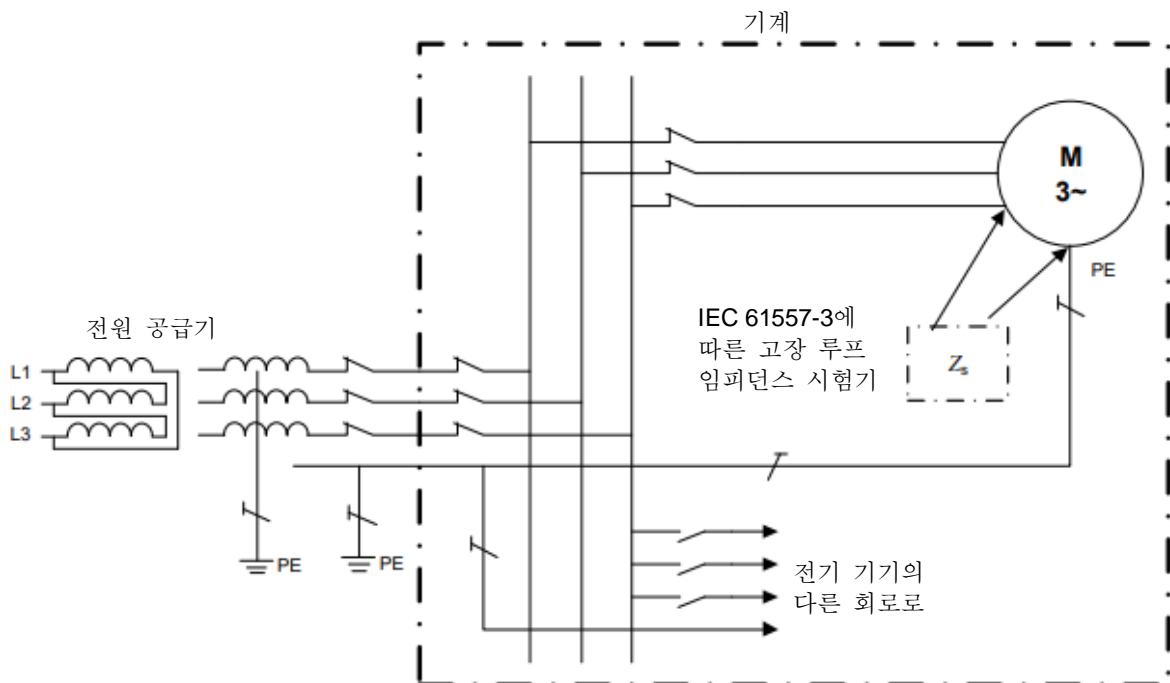 기계
M
3~
PE
IEC 61557-3에
따른 고장 루프
임피던스 시험기
Zs
전원 공급기
L1
L2
L3
PE
PE
전기 기기의
다른 회로로